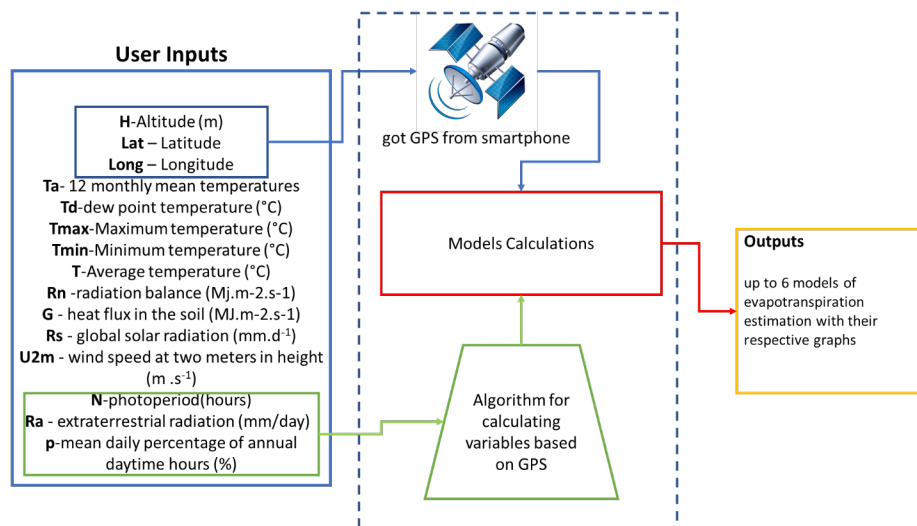 User Inputs
H-Altitude (m)
Lat – Latitude
Long – Longitude
Ta- 12 monthly mean temperatures
Td-dew point temperature (°C)
Tmax-Maximum temperature (°C)
Tmin-Minimum temperature (°C)
T-Average temperature (°C)
Rn -radiation balance (Mj.m-2.s-1)
G - heat flux in the soil (MJ.m-2.s-1)
Rs - global solar radiation (mm.d⁻¹)
U2m - wind speed at two meters in height
(m .s⁻¹)
N-photoperiod(hours)
Ra - extraterrestrial radiation (mm/day)
p-mean daily percentage of annual
daytime hours (%)
got GPS from smartphone
Models Calculations
Algorithm for
calculating
variables based
on GPS
Outputs
up to 6 models of
evapotranspiration
estimation with their
respective graphs